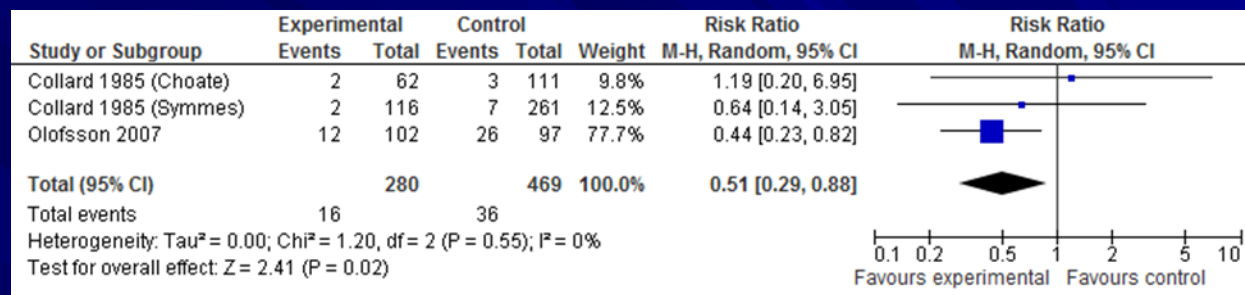 Experimental Control Risk Ratio Risk Ratio
Study or Subgroup Events Total Events Total Weight M-H, Random, 95% CI M-H, Random, 95% CI
Collard 1985 (Choate) 2 62 3 111 9.8% 1.19 [0.20, 6.95]
Collard 1985 (Symmes) 2 116 7 261 12.5% 0.64 [0.14, 3.05]
Olofsson 2007 12 102 26 97 77.7% 0.44 [0.23, 0.82]
Total (95% CI) 280 469 100.0% 0.51 [0.29, 0.88]
Total events 16 36
Heterogeneity: Tau² = 0.00; Chi² = 1.20, df = 2 (P = 0.55); I² = 0%
Test for overall effect: Z = 2.41 (P = 0.02)
0.1 0.2 0.5 1 2 5 10
Favours experimental Favours control